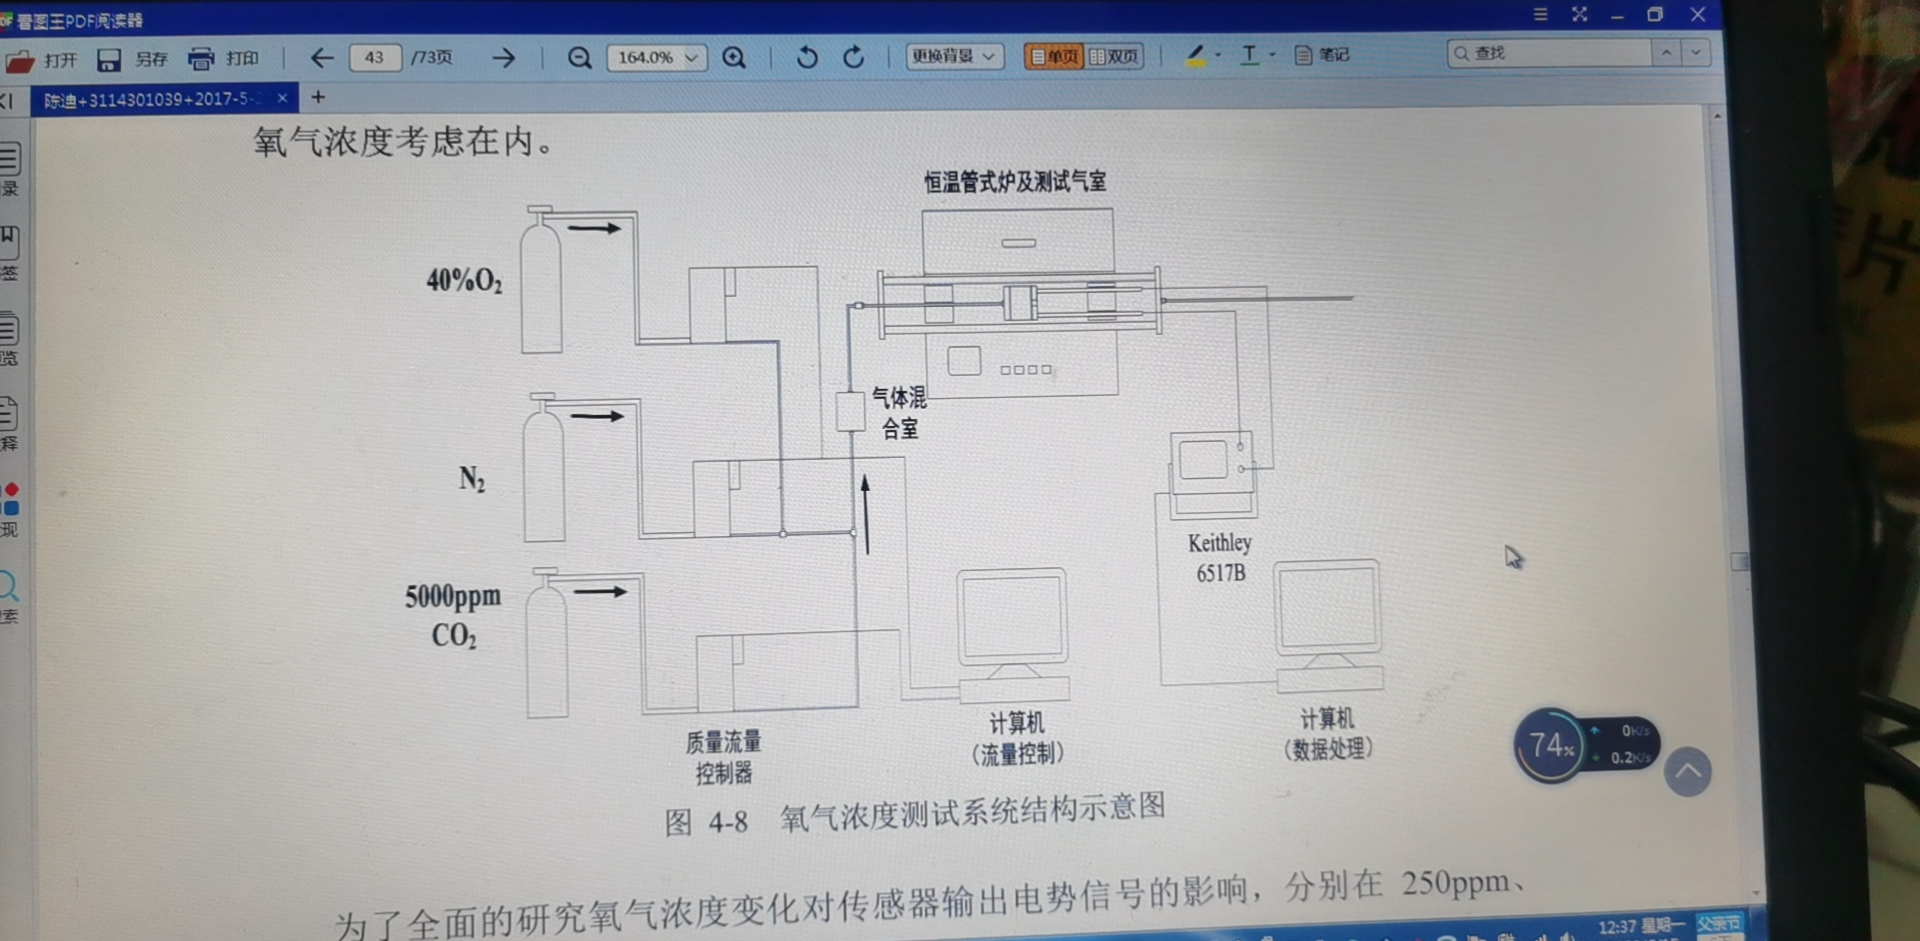 看图王PDF阅读器
打开 另存 打印 43 /73页 164.0% 更换背景 单页 双页 T 笔记 查找
陈迪+3114301039+2017-5- × +
氧气浓度考虑在内。
恒温管式炉及测试气室
40%O₂
气体混
合室
N₂
Keithley
6517B
5000ppm
CO₂
质量流量
控制器
计算机
（流量控制）
计算机
（数据处理）
图 4-8 氧气浓度测试系统结构示意图
为了全面的研究氧气浓度变化对传感器输出电势信号的影响，分别在 250ppm、
74%
0K/s
0.2K/s
12:37 星期一
父亲节